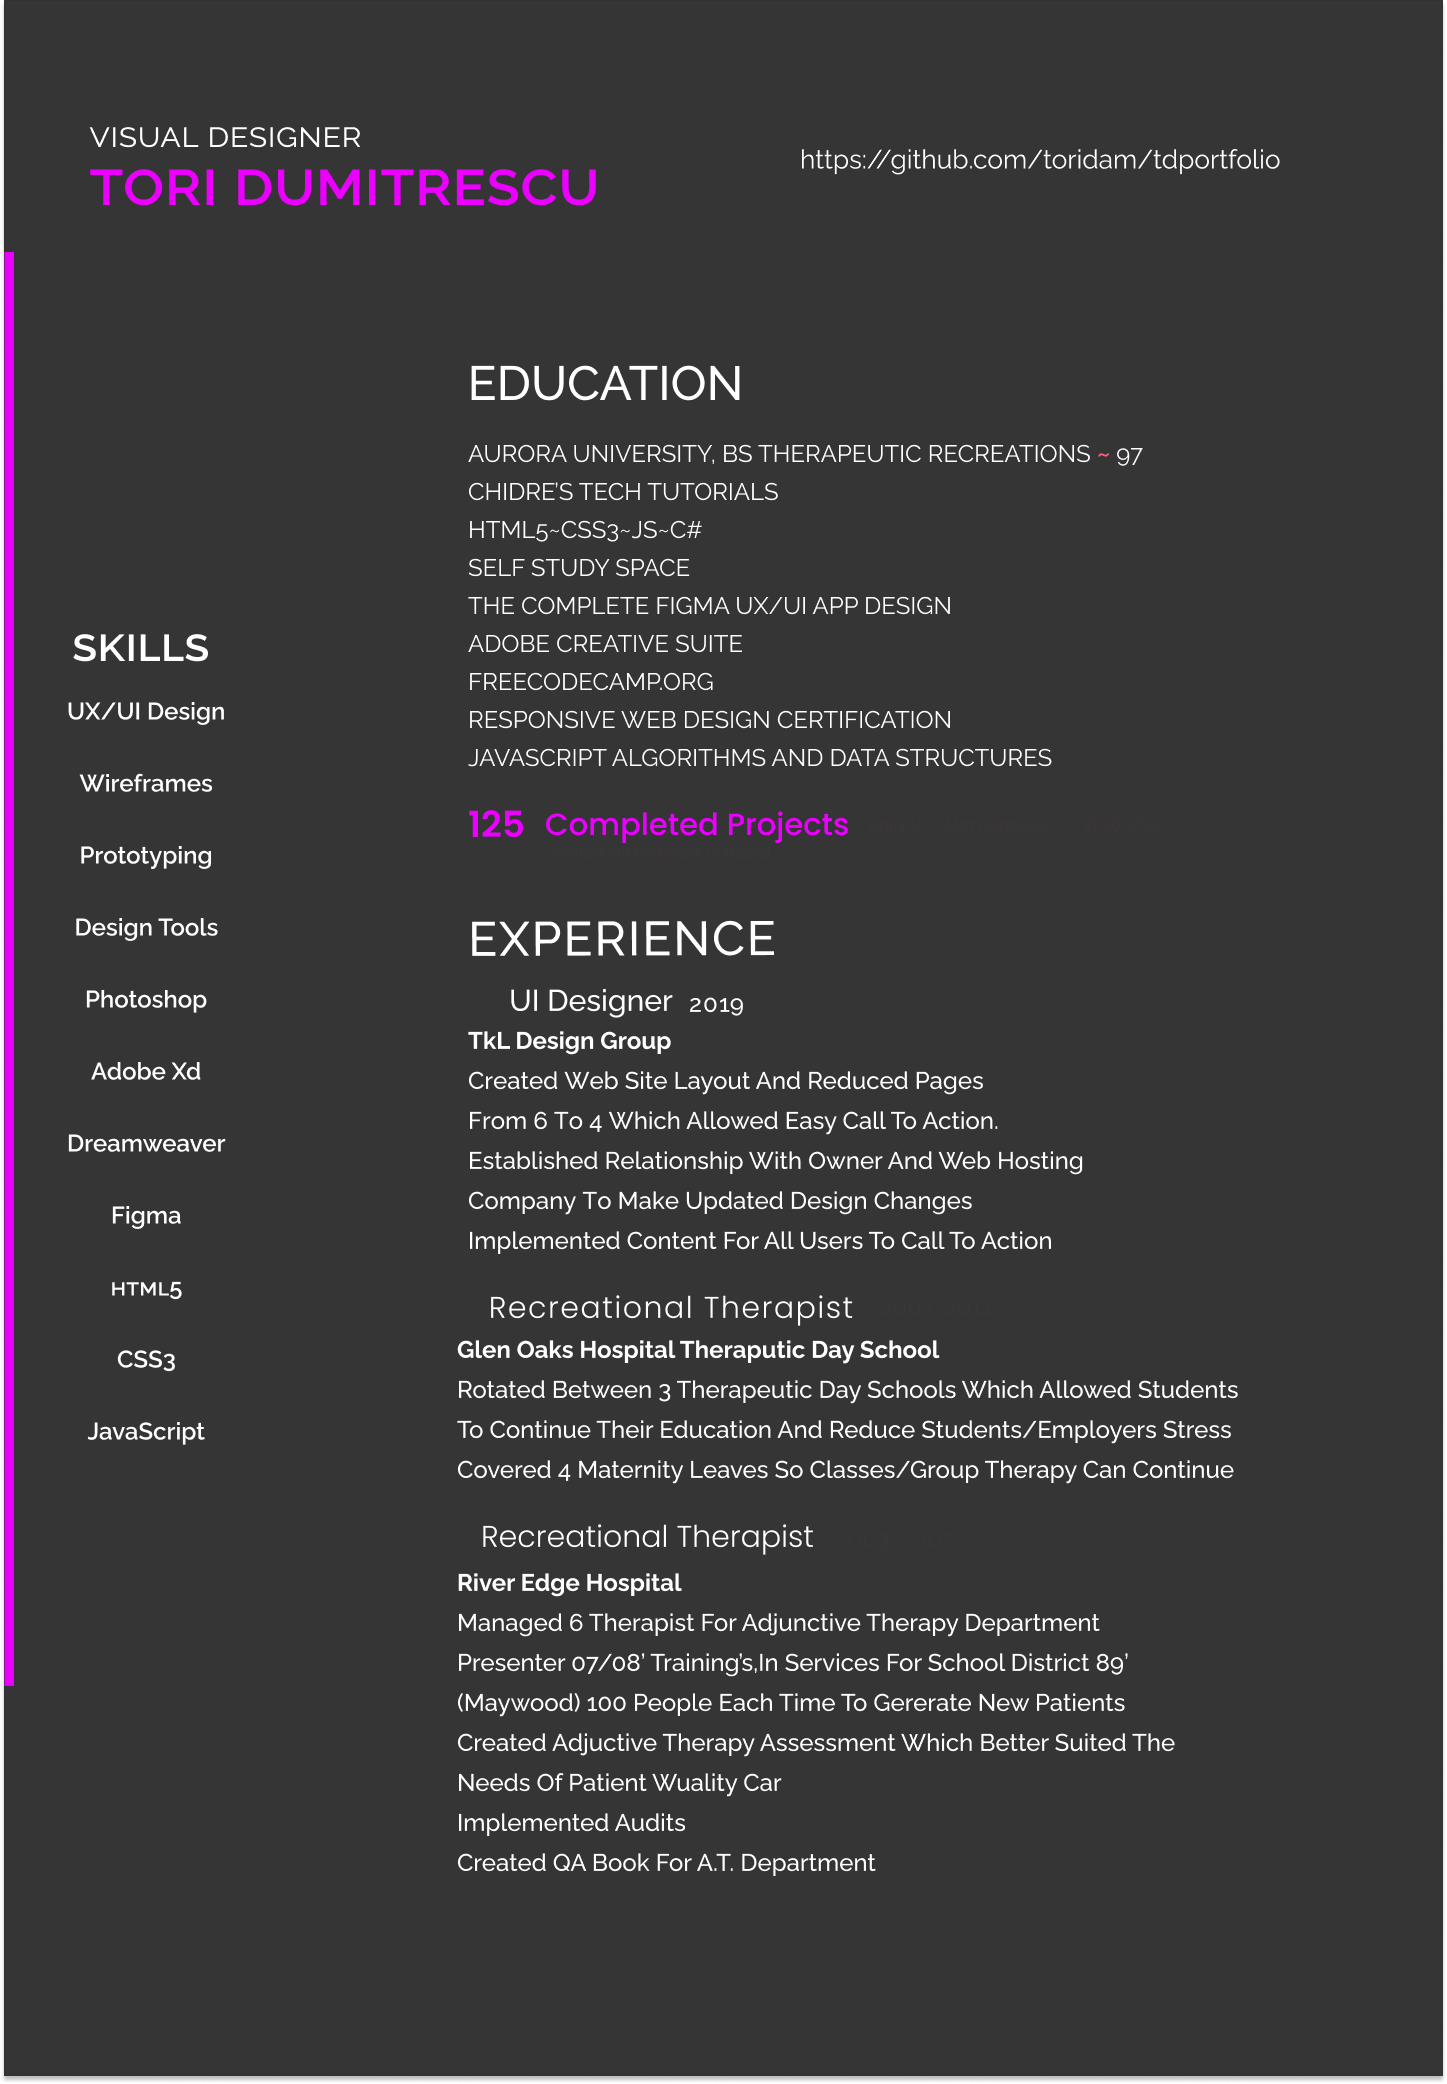 VISUAL DESIGNER
TORI DUMITRESCU
https://github.com/toridam/tdportfolio
EDUCATION
AURORA UNIVERSITY, BS THERAPEUTIC RECREATIONS ~ 97
CHIDRE'S TECH TUTORIALS
HTML5~CSS3~JS~C#
SELF STUDY SPACE
THE COMPLETE FIGMA UX/UI APP DESIGN
ADOBE CREATIVE SUITE
FREECODECAMP.ORG
RESPONSIVE WEB DESIGN CERTIFICATION
JAVASCRIPT ALGORITHMS AND DATA STRUCTURES
125 Completed Projects
SKILLS
UX/UI Design
Wireframes
Prototyping
Design Tools
Photoshop
Adobe Xd
Dreamweaver
Figma
HTML5
CSS3
JavaScript
EXPERIENCE
UI Designer 2019
TkL Design Group
Created Web Site Layout And Reduced Pages
From 6 To 4 Which Allowed Easy Call To Action.
Established Relationship With Owner And Web Hosting
Company To Make Updated Design Changes
Implemented Content For All Users To Call To Action
Recreational Therapist
Glen Oaks Hospital Theraputic Day School
Rotated Between 3 Therapeutic Day Schools Which Allowed Students
To Continue Their Education And Reduce Students/Employers Stress
Covered 4 Maternity Leaves So Classes/Group Therapy Can Continue
Recreational Therapist
River Edge Hospital
Managed 6 Therapist For Adjunctive Therapy Department
Presenter 07/08' Training's,In Services For School District 89'
(Maywood) 100 People Each Time To Gererate New Patients
Created Adjuctive Therapy Assessment Which Better Suited The
Needs Of Patient Wuality Car
Implemented Audits
Created QA Book For A.T. Department